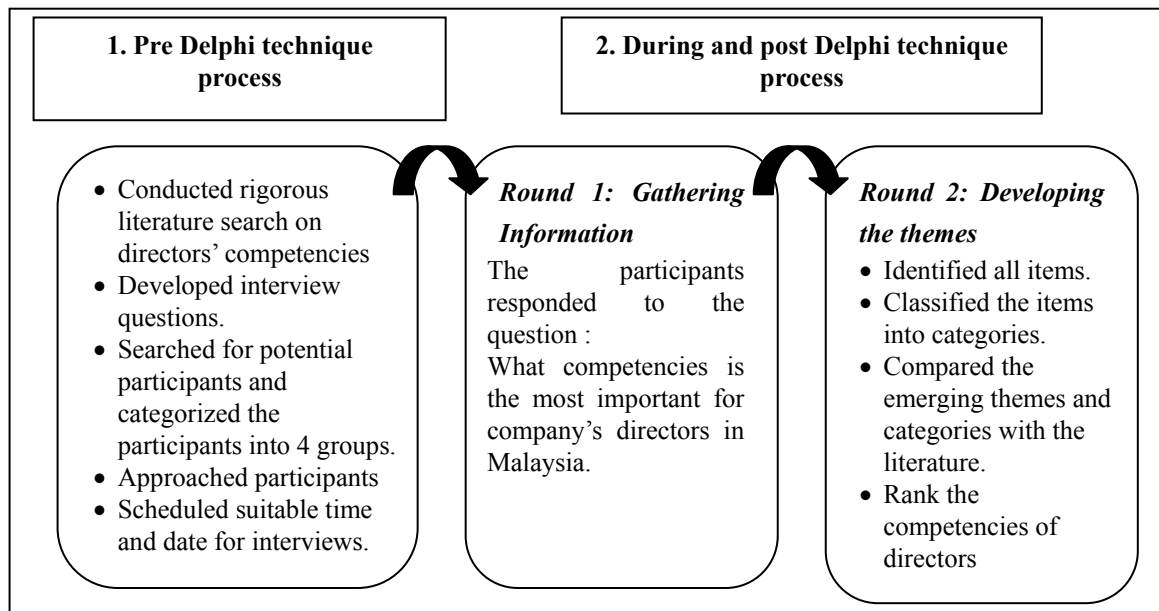 1. Pre Delphi technique
process
2. During and post Delphi technique
process
• Conducted rigorous
literature search on
directors’ competencies
• Developed interview
questions.
• Searched for potential
participants and
categorized the
participants into 4 groups.
• Approached participants
• Scheduled suitable time
and date for interviews.
Round 1: Gathering
Information
The participants
responded to the
question :
What competencies is
the most important for
company’s directors in
Malaysia.
Round 2: Developing
the themes
• Identified all items.
• Classified the items
into categories.
• Compared the
emerging themes and
categories with the
literature.
• Rank the
competencies of
directors